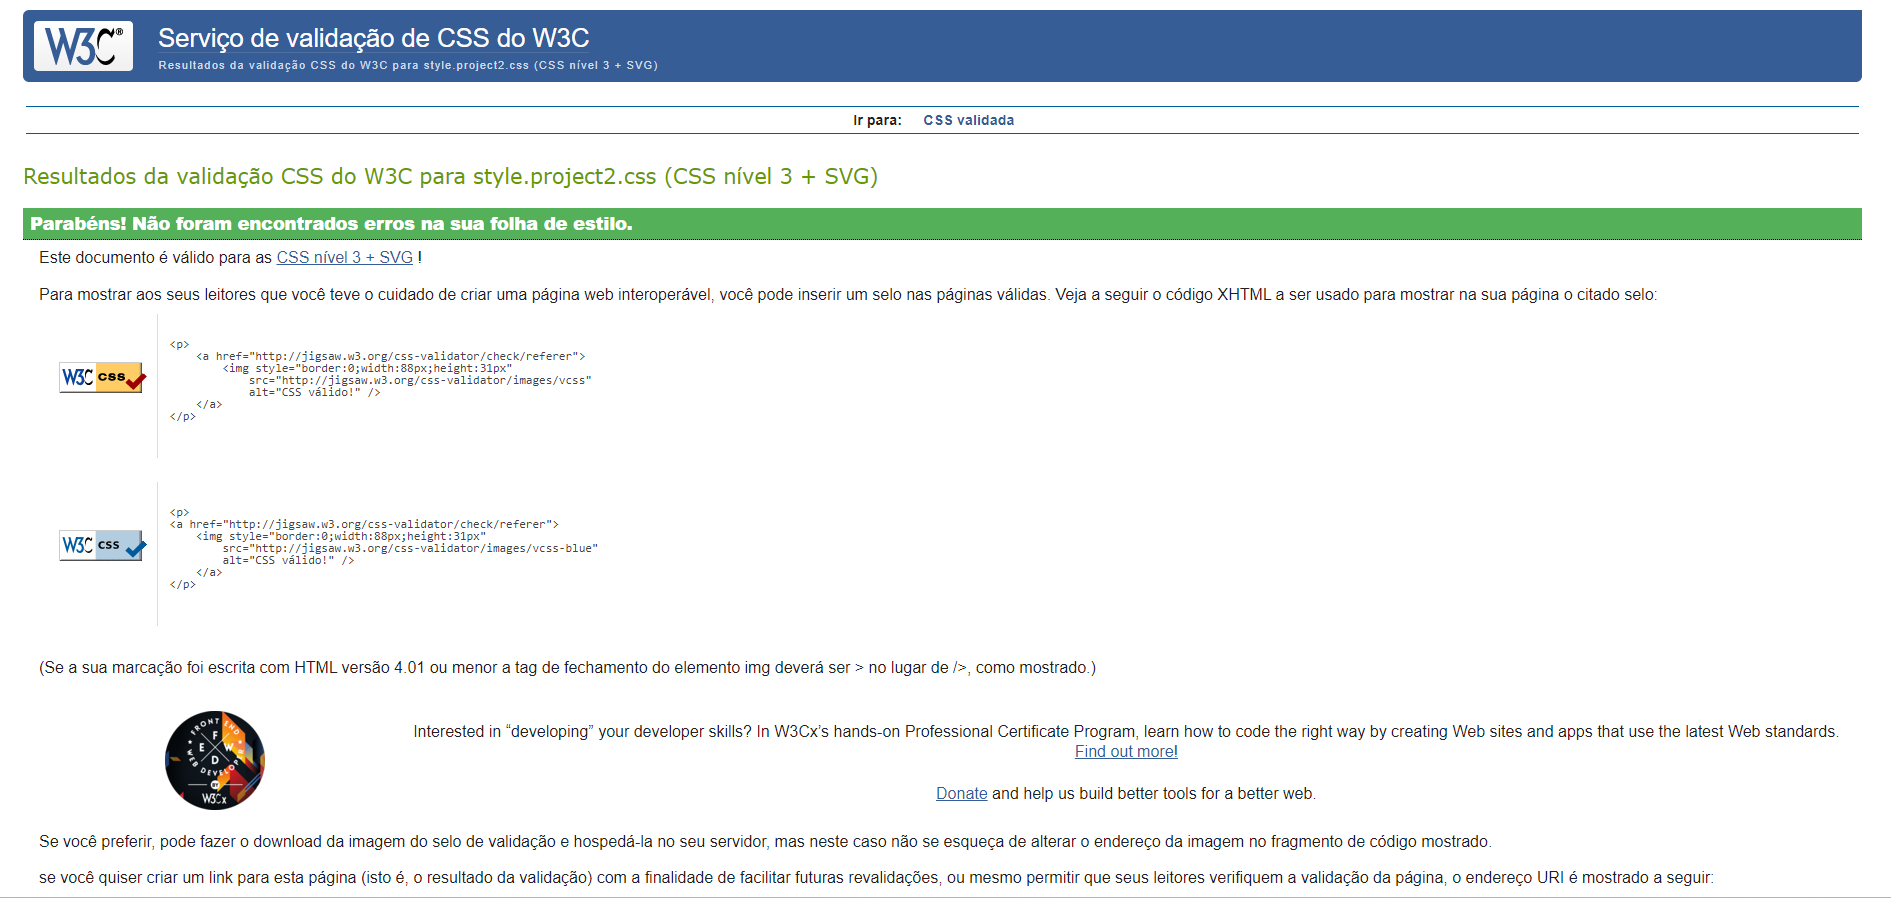 W3C®
Serviço de validação de CSS do W3C
Resultados da validação CSS do W3C para style.project2.css (CSS nível 3 + SVG)
Ir para: CSS validada
Resultados da validação CSS do W3C para style.project2.css (CSS nível 3 + SVG)
Parabéns! Não foram encontrados erros na sua folha de estilo.
Este documento é válido para as CSS nível 3 + SVG !
Para mostrar aos seus leitores que você teve o cuidado de criar uma página web interoperável, você pode inserir um selo nas páginas válidas. Veja a seguir o código XHTML a ser usado para mostrar na sua página o citado selo:
W3C css
<p>
<a href="http://jigsaw.w3.org/css-validator/check/referer">
<img style="border:0;width:88px;height:31px"
src="http://jigsaw.w3.org/css-validator/images/vcss"
alt="CSS válido!" />
</a>
</p>
W3C css
<p>
<a href="http://jigsaw.w3.org/css-validator/check/referer">
<img style="border:0;width:88px;height:31px"
src="http://jigsaw.w3.org/css-validator/images/vcss-blue"
alt="CSS válido!" />
</a>
</p>
(Se a sua marcação foi escrita com HTML versão 4.01 ou menor a tag de fechamento do elemento img deverá ser > no lugar de />, como mostrado.)
FRONT END
F
E W
D
WEB DEVELOPER
BY
W3Cx
Interested in “developing” your developer skills? In W3Cx’s hands-on Professional Certificate Program, learn how to code the right way by creating Web sites and apps that use the latest Web standards.
Find out more!
Donate and help us build better tools for a better web.
Se você preferir, pode fazer o download da imagem do selo de validação e hospedá-la no seu servidor, mas neste caso não se esqueça de alterar o endereço da imagem no fragmento de código mostrado.
se você quiser criar um link para esta página (isto é, o resultado da validação) com a finalidade de facilitar futuras revalidações, ou mesmo permitir que seus leitores verifiquem a validação da página, o endereço URI é mostrado a seguir: